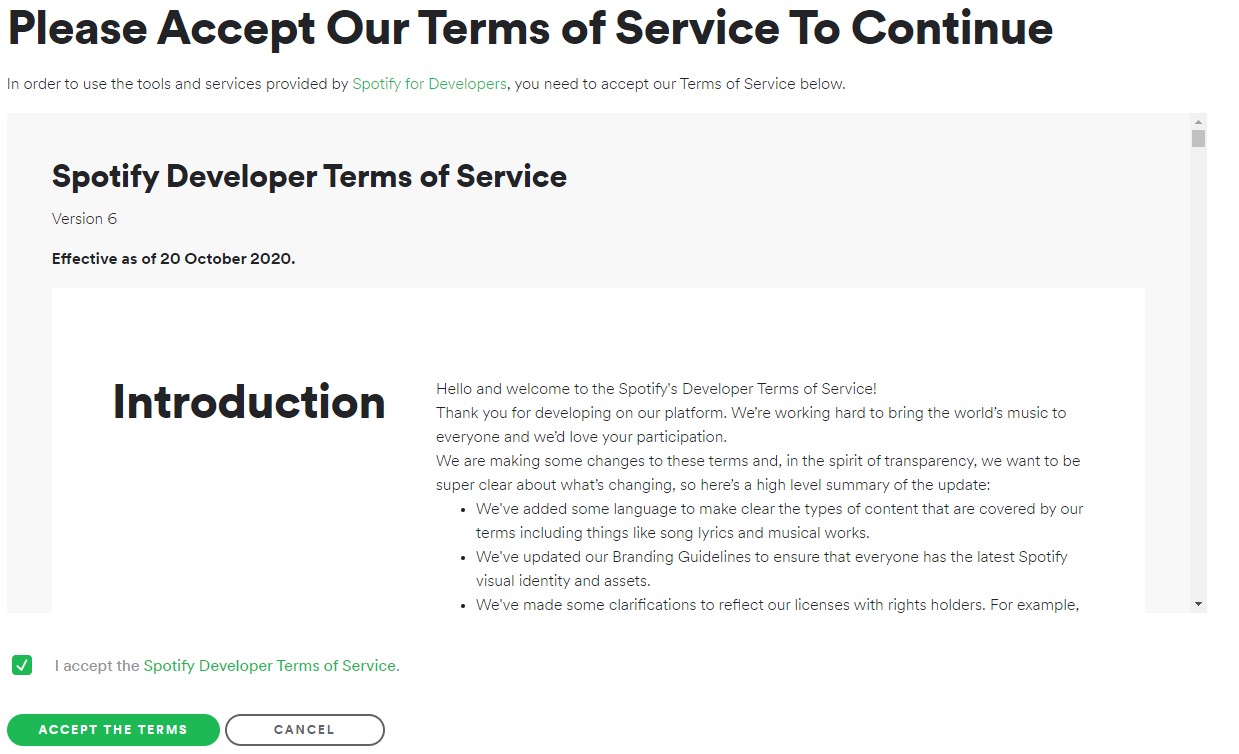 Please Accept Our Terms of Service To Continue
In order to use the tools and services provided by Spotify for Developers, you need to accept our Terms of Service below.
Spotify Developer Terms of Service
Version 6
Effective as of 20 October 2020.
Introduction
Hello and welcome to the Spotify's Developer Terms of Service!
Thank you for developing on our platform. We're working hard to bring the world's music to
everyone and we'd love your participation.
We are making some changes to these terms and, in the spirit of transparency, we want to be
super clear about what's changing, so here's a high level summary of the update:
• We've added some language to make clear the types of content that are covered by our
terms including things like song lyrics and musical works.
• We've updated our Branding Guidelines to ensure that everyone has the latest Spotify
visual identity and assets.
• We've made some clarifications to reflect our licenses with rights holders. For example,
I accept the Spotify Developer Terms of Service.
ACCEPT THE TERMS
CANCEL